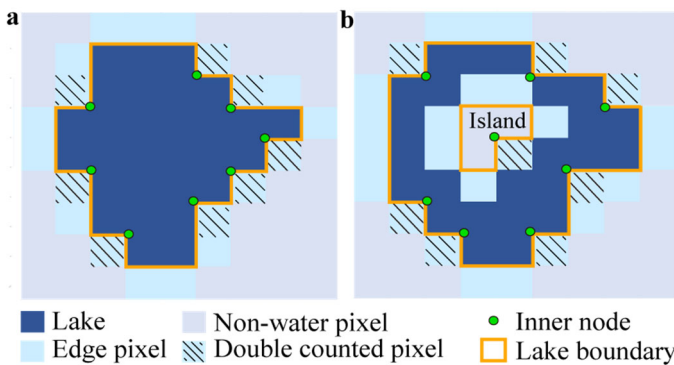 a
b
Island
Lake
Non-water pixel
Inner node
Edge pixel
Double counted pixel
Lake boundary